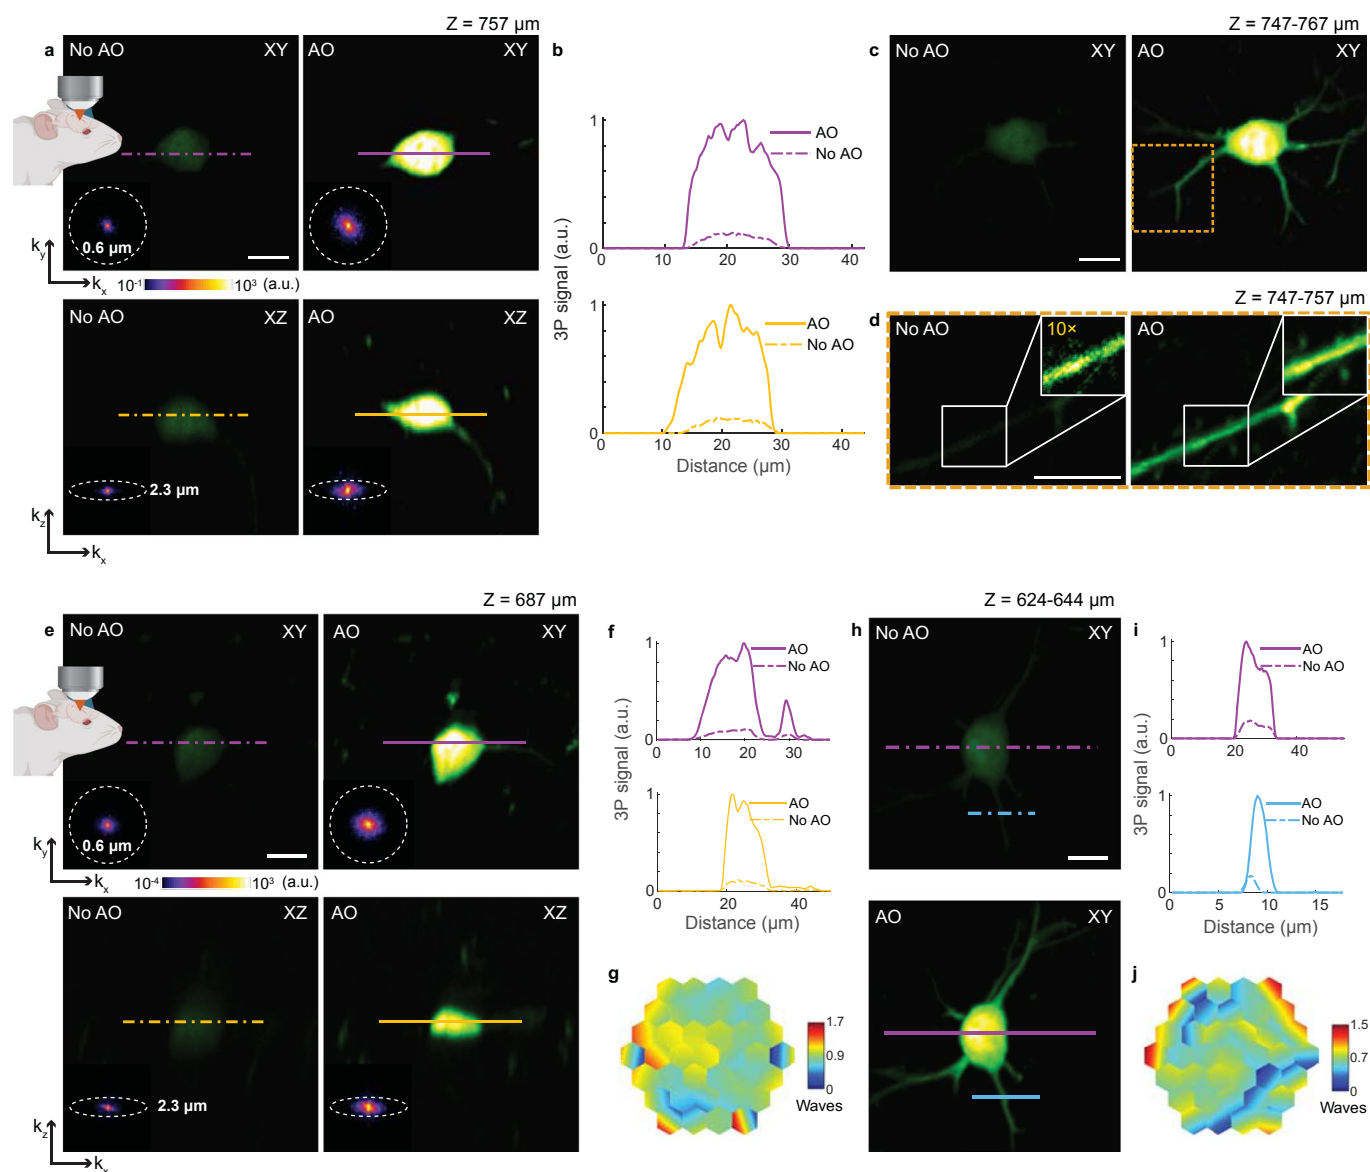 Z = 757 µm
a
No AO
XY
AO
XY
0.6 µm
k_y
k_x
10^-1
10^3
(a.u.)
No AO
XZ
AO
XZ
2.3 µm
k_z
k_x
b
3P signal (a.u.)
1
0
AO
No AO
0 10 20 30 40
1
0
AO
No AO
0 10 20 30 40
Distance (µm)
Z = 747-767 µm
c
No AO
XY
AO
XY
Z = 747-757 µm
d
No AO
10×
AO
Z = 687 µm
e
No AO
XY
AO
XY
0.6 µm
k_y
k_x
10^-4
10^3
(a.u.)
No AO
XZ
AO
XZ
2.3 µm
k_z
k_x
f
3P signal (a.u.)
1
0
AO
No AO
0 10 20 30
1
0
AO
No AO
0 20 40
Distance (µm)
g
1.7
0.9
0
Waves
Z = 624-644 µm
h
No AO
XY
AO
XY
i
3P signal (a.u.)
1
0
AO
No AO
0 20 40
1
0
AO
No AO
0 5 10 15
Distance (µm)
j
1.5
0.7
0
Waves